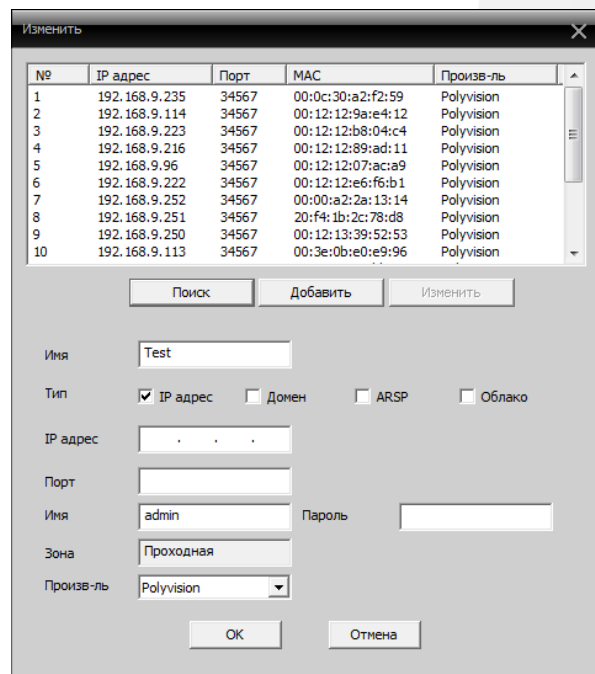 Изменить
№ IP адрес Порт MAC Произв-ль
1 192.168.9.235 34567 00:0c:30:a2:f2:59 Polyvision
2 192.168.9.114 34567 00:12:12:9a:e4:12 Polyvision
3 192.168.9.223 34567 00:12:12:b8:04:c4 Polyvision
4 192.168.9.216 34567 00:12:12:89:ad:11 Polyvision
5 192.168.9.96 34567 00:12:12:07:ac:a9 Polyvision
6 192.168.9.222 34567 00:12:12:e6:f6:b1 Polyvision
7 192.168.9.252 34567 00:00:a2:2a:13:14 Polyvision
8 192.168.9.251 34567 20:f4:1b:2c:78:d8 Polyvision
9 192.168.9.250 34567 00:12:13:39:52:53 Polyvision
10 192.168.9.113 34567 00:3e:0b:e0:e9:96 Polyvision
Поиск Добавить Изменить
Имя Test
Тип IP адрес Домен ARSP Облако
IP адрес . . .
Порт
Имя admin Пароль
Зона Проходная
Произв-ль Polyvision
OK Отмена